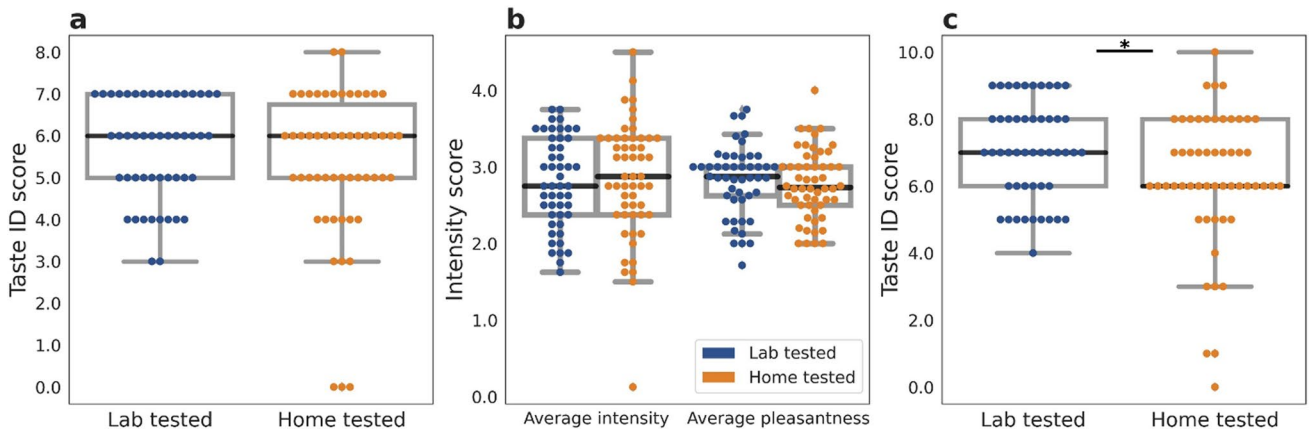 a
Taste ID score
8.0
7.0
6.0
5.0
4.0
3.0
2.0
1.0
0.0
Lab tested
Home tested
b
Intensity score
4.0
3.0
2.0
1.0
0.0
Lab tested
Home tested
Average intensity
Average pleasantness
c
Taste ID score
10.0
8.0
6.0
4.0
2.0
0.0
*
Lab tested
Home tested